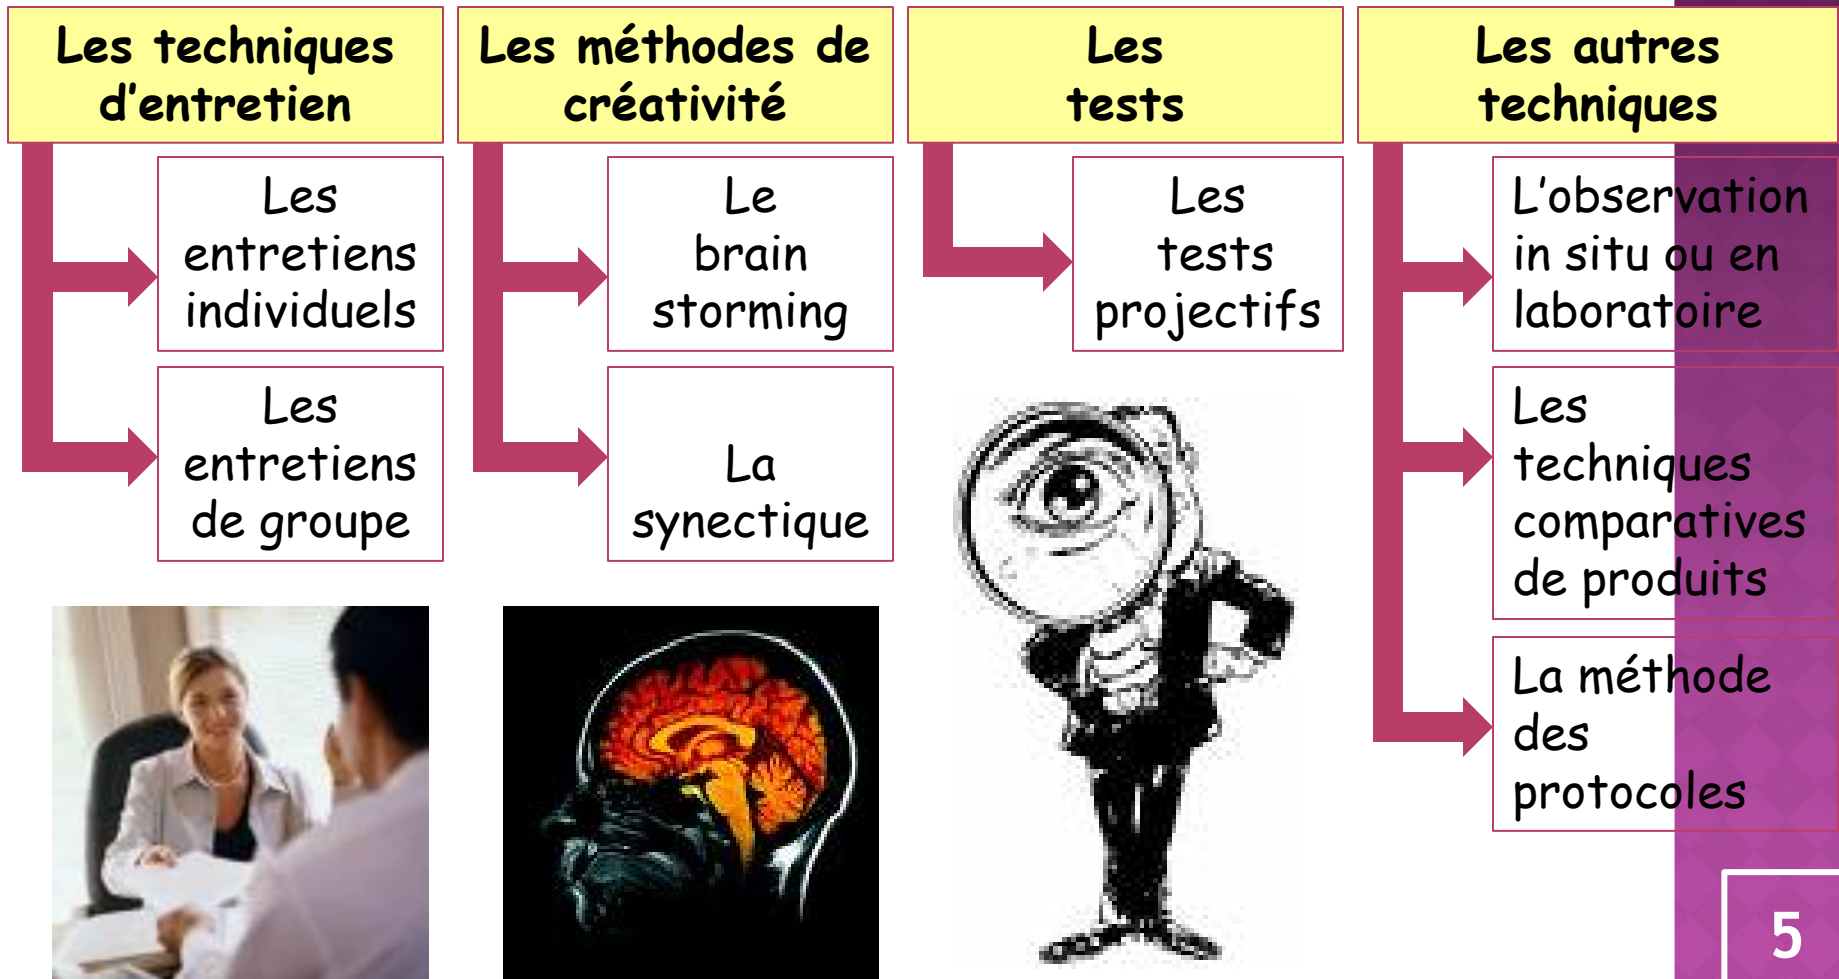 Les techniques
d'entretien
Les
entretiens
individuels
Les
entretiens
de groupe
Les méthodes de
créativité
Le
brain
storming
La
synectique
Les
tests
Les
tests
projectifs
Les autres
techniques
L'observation
in situ ou en
laboratoire
Les
techniques
comparatives
de produits
La méthode
des
protocoles
5